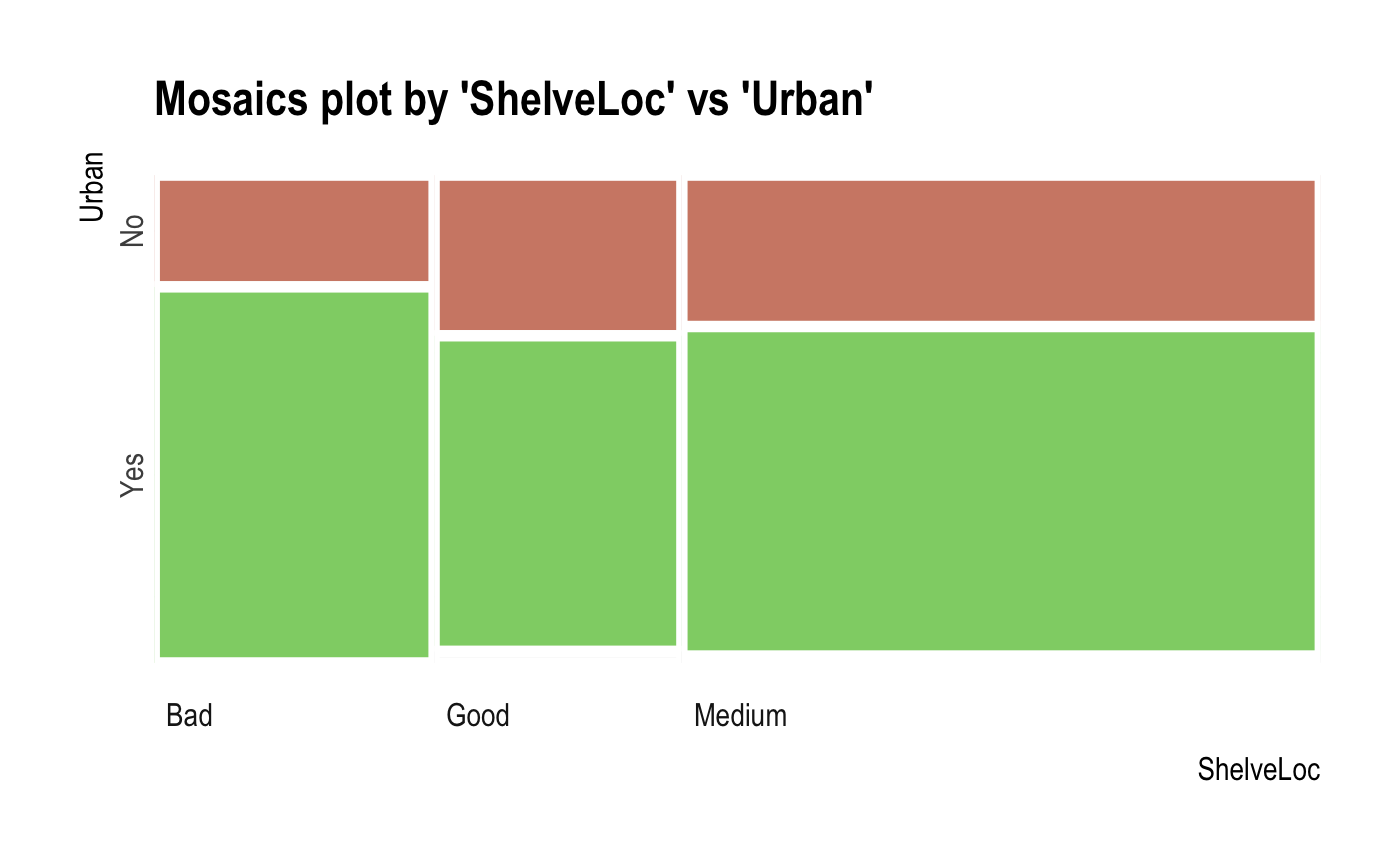 Mosaics plot by 'ShelveLoc' vs 'Urban'
Urban
No
Yes
Bad
Good
Medium
ShelveLoc